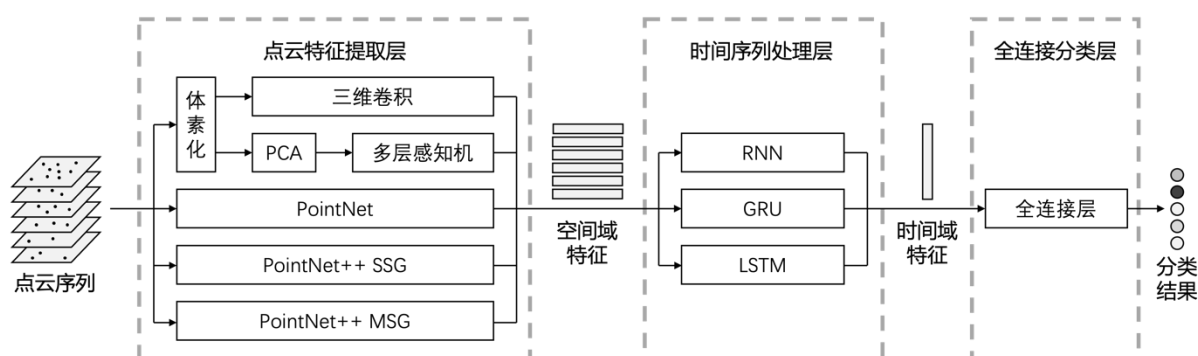 点云特征提取层
时间序列处理层
全连接分类层
体素化
三维卷积
PCA
多层感知机
PointNet
PointNet++ SSG
PointNet++ MSG
点云序列
空间域
特征
RNN
GRU
LSTM
时间域
特征
全连接层
分类
结果